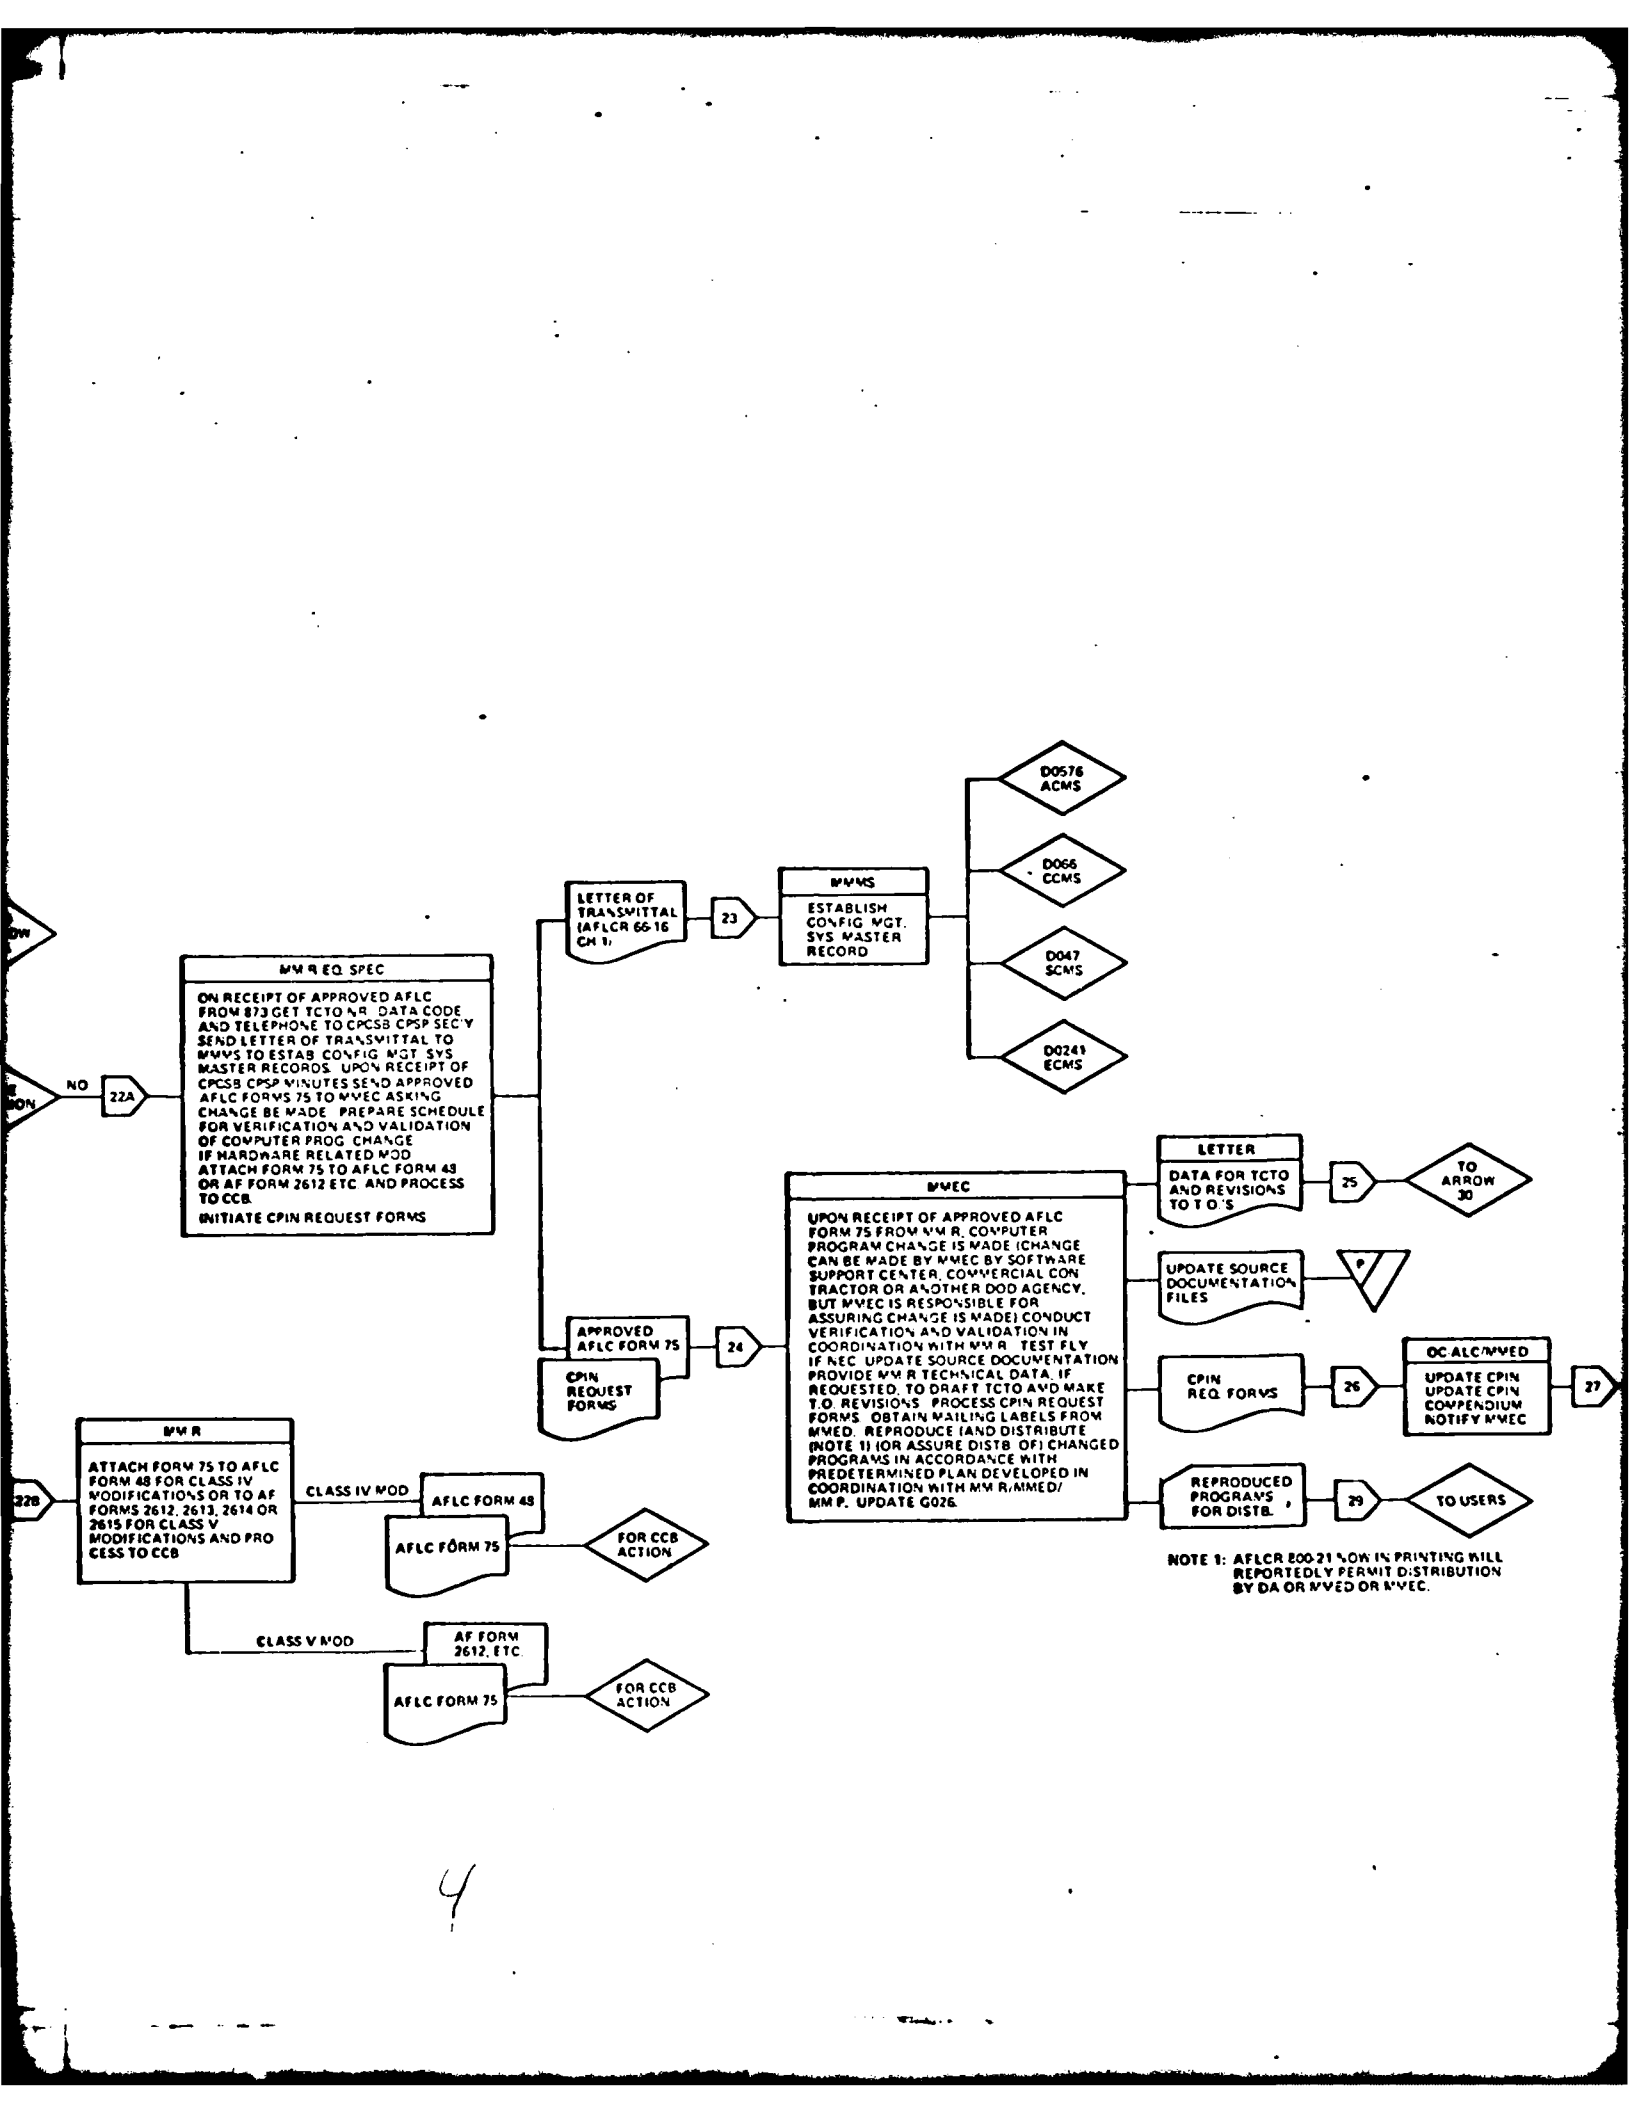 D0576
ACMS
D066
CCMS
D047
SCMS
D0241
ECMS
LETTER OF
TRANSMITTAL
(AFLCR 66-16
CH 1)
23
MMMS
ESTABLISH
CONFIG MGT.
SYS MASTER
RECORD
OW
NO
22A
ION
MM R EQ. SPEC
ON RECEIPT OF APPROVED AFLC
FROM 873 GET TCTO NR DATA CODE
AND TELEPHONE TO CPCSB CPSP SEC'Y
SEND LETTER OF TRANSMITTAL TO
MMMS TO ESTAB CONFIG MGT SYS
MASTER RECORDS. UPON RECEIPT OF
CPCSB CPSP MINUTES SEND APPROVED
AFLC FORMS 75 TO MMEC ASKING
CHANGE BE MADE PREPARE SCHEDULE
FOR VERIFICATION AND VALIDATION
OF COMPUTER PROG CHANGE
IF HARDWARE RELATED MOD
ATTACH FORM 75 TO AFLC FORM 48
OR AF FORM 2612 ETC. AND PROCESS
TO CCB.
INITIATE CPIN REQUEST FORMS
APPROVED
AFLC FORM 75
CPIN
REQUEST
FORMS
24
MMEC
UPON RECEIPT OF APPROVED AFLC
FORM 75 FROM MM R, COMPUTER
PROGRAM CHANGE IS MADE (CHANGE
CAN BE MADE BY MMEC BY SOFTWARE
SUPPORT CENTER, COMMERCIAL CON
TRACTOR OR ANOTHER DOD AGENCY,
BUT MMEC IS RESPONSIBLE FOR
ASSURING CHANGE IS MADE) CONDUCT
VERIFICATION AND VALIDATION IN
COORDINATION WITH MM R TEST FLY
IF NEC UPDATE SOURCE DOCUMENTATION
PROVIDE MM R TECHNICAL DATA, IF
REQUESTED, TO DRAFT TCTO AND MAKE
T.O. REVISIONS PROCESS CPIN REQUEST
FORMS OBTAIN MAILING LABELS FROM
MMED. REPRODUCE (AND DISTRIBUTE
(NOTE 1) (OR ASSURE DISTB OF) CHANGED
PROGRAMS IN ACCORDANCE WITH
PREDETERMINED PLAN DEVELOPED IN
COORDINATION WITH MM R/MMED/
MM P. UPDATE G026.
LETTER
DATA FOR TCTO
AND REVISIONS
TO T O.'S
25
TO
ARROW
30
UPDATE SOURCE
DOCUMENTATION
FILES
P
CPIN
REQ. FORMS
26
OC-ALC/MMED
UPDATE CPIN
UPDATE CPIN
COMPENDIUM
NOTIFY MMEC
27
REPRODUCED
PROGRAMS
FOR DISTB.
29
TO USERS
NOTE 1: AFLCR 800-21 NOW IN PRINTING WILL
REPORTEDLY PERMIT DISTRIBUTION
BY DA OR MMED OR MMEC.
22B
MM R
ATTACH FORM 75 TO AFLC
FORM 48 FOR CLASS IV
MODIFICATIONS OR TO AF
FORMS 2612, 2613, 2614 OR
2615 FOR CLASS V
MODIFICATIONS AND PRO
CESS TO CCB
CLASS IV MOD
AFLC FORM 48
AFLC FORM 75
FOR CCB
ACTION
CLASS V MOD
AF FORM
2612, ETC.
AFLC FORM 75
FOR CCB
ACTION
4